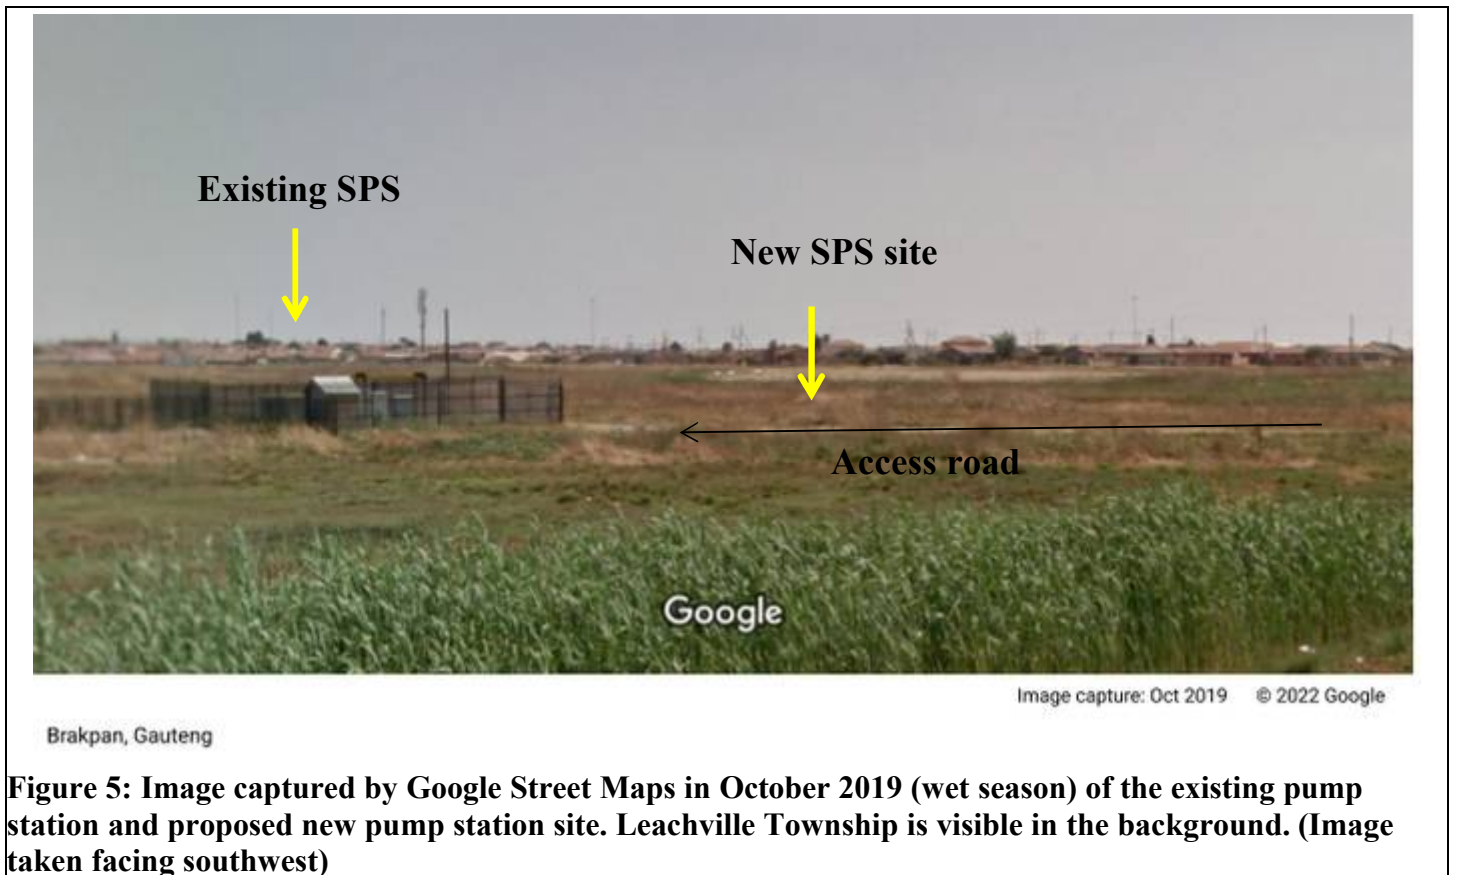 Existing SPS
New SPS site
Access road
Google
Image capture: Oct 2019 © 2022 Google
Brakpan, Gauteng
Figure 5: Image captured by Google Street Maps in October 2019 (wet season) of the existing pump
station and proposed new pump station site. Leachville Township is visible in the background. (Image
taken facing southwest)